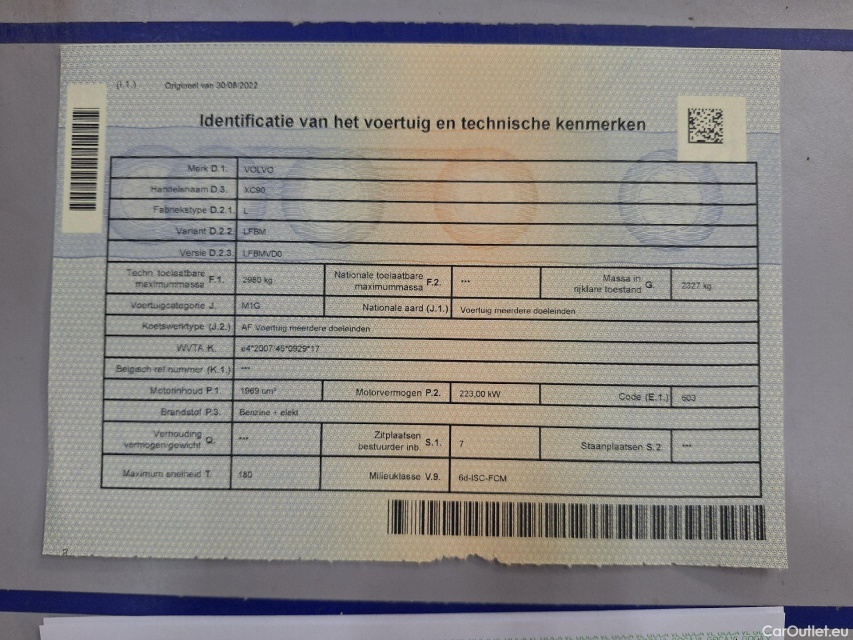 (I.1.) Origineel van 30/08/2022
Identificatie van het voertuig en technische kenmerken
Merk D.1. VOLVO
Handelsnaam D.3. XC90
Fabriekstype D.2.1 L
Variant D.2.2 LFBM
Versie D.2.3 LFBMVD0
Techn. toelaatbare maximummassa F.1. 2980 kg Nationale toelaatbare maximummassa F.2. *** Massa in rijklare toestand G. 2327 kg
Voertuigcategorie J. M1G Nationale aard (J.1.) Voertuig meerdere doeleinden
Koetswerktype (J.2.) AF Voertuig meerdere doeleinden
WVTA K. e4*2007/46*0929*17
Belgisch ref nummer (K.1.) ***
Motorinhoud P.1. 1969 cm³ Motorvermogen P.2. 223,00 kW Code (E.1.) 603
Brandstof P.3. Benzine + elekt
Verhouding vermogen/gewicht Q. *** Zitplaatsen bestuurder inb. S.1. 7 Staanplaatsen S.2. ***
Maximum snelheid T. 180 Milieuklasse V.9. 6d-ISC-FCM
CarOutlet.eu